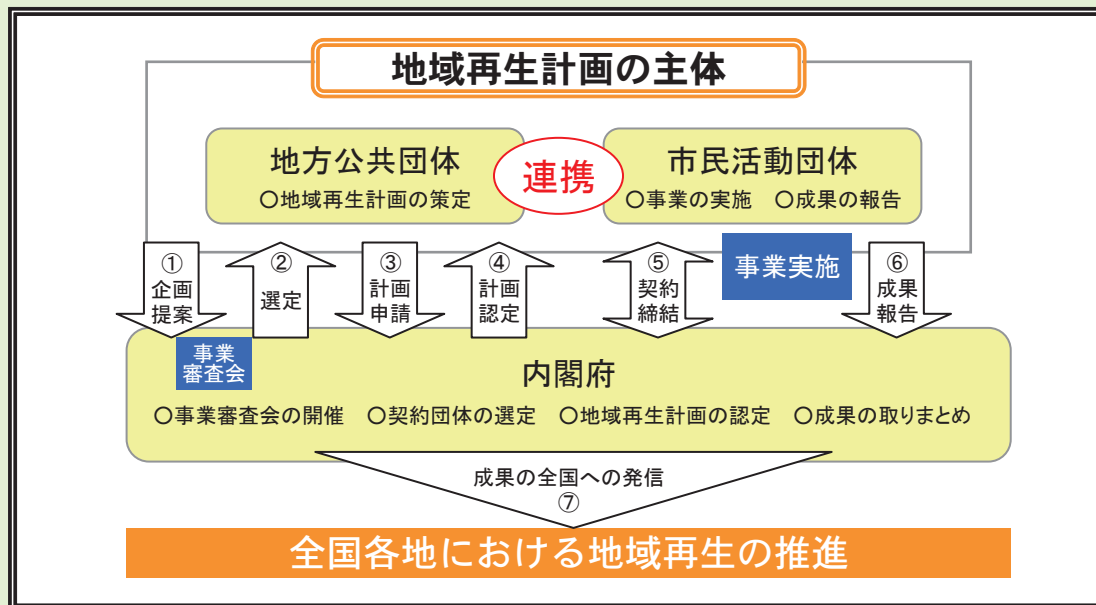 地域再生計画の主体
地方公共団体
○地域再生計画の策定
連携
市民活動団体
○事業の実施 ○成果の報告
①
企画
提案
②
選定
③
計画
申請
④
計画
認定
⑤
契約
締結
事業実施
⑥
成果
報告
事業
審査会
内閣府
○事業審査会の開催 ○契約団体の選定 ○地域再生計画の認定 ○成果の取りまとめ
成果の全国への発信
⑦
全国各地における地域再生の推進